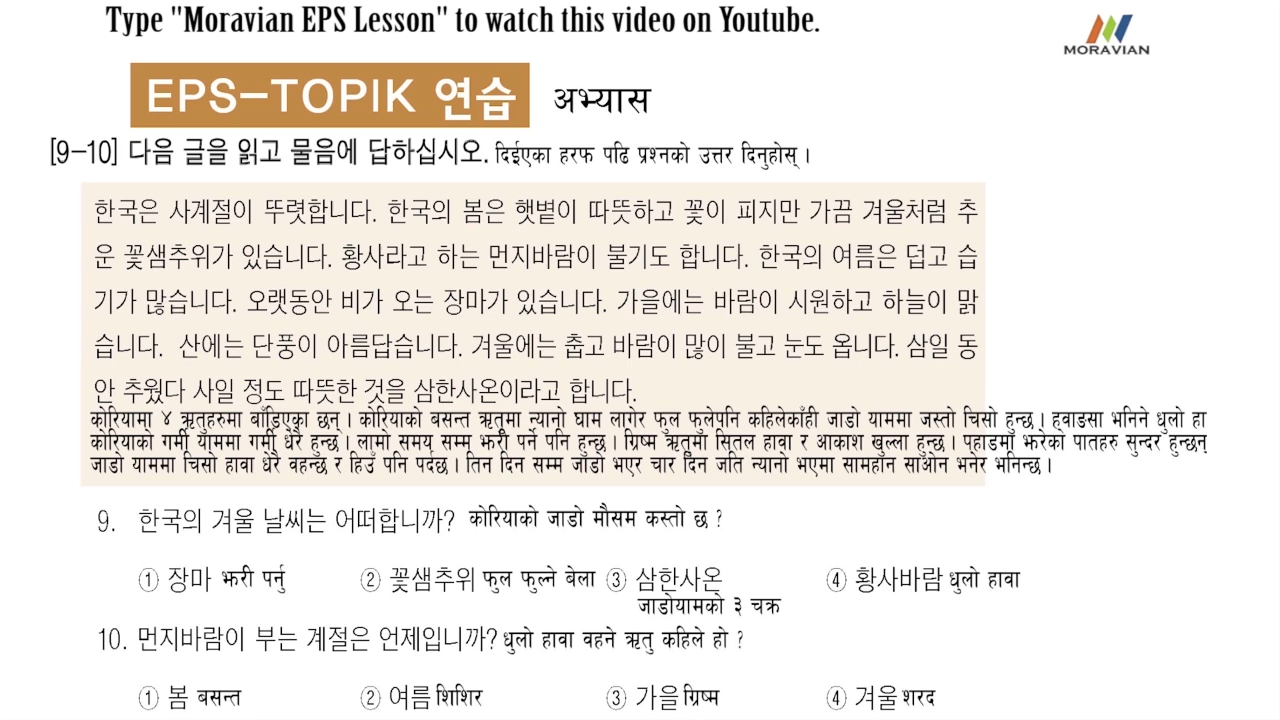 Type "Moravian EPS Lesson" to watch this video on Youtube.
MORAVIAN
EPS-TOPIK 연습 अभ्यास
[9-10] 다음 글을 읽고 물음에 답하십시오. दिईएका हरफ पढि प्रश्नको उत्तर दिनुहोस् ।
한국은 사계절이 뚜렷합니다. 한국의 봄은 햇볕이 따뜻하고 꽃이 피지만 가끔 겨울처럼 추
운 꽃샘추위가 있습니다. 황사라고 하는 먼지바람이 불기도 합니다. 한국의 여름은 덥고 습
기가 많습니다. 오랫동안 비가 오는 장마가 있습니다. 가을에는 바람이 시원하고 하늘이 맑
습니다. 산에는 단풍이 아름답습니다. 겨울에는 춥고 바람이 많이 불고 눈도 옵니다. 삼일 동
안 추웠다 사일 정도 따뜻한 것을 삼한사온이라고 합니다.
कोरियामा ४ ऋतुहरुमा बाँडिएका छन् । कोरियाको बसन्त ऋतुमा न्यानो घाम लागेर फुल फुलेपनि कहिलेकाँही जाडो याममा जस्तो चिसो हुन्छ । हवाङसा भनिने धुलो हा
कोरियाको गर्मी याममा गर्मी धेरै हुन्छ । लामो समय सम्म झरी पर्ने पनि हुन्छ । ग्रिष्म ऋतुमा सितल हावा र आकाश खुल्ला हुन्छ । पहाडमा झरेका पातहरु सुन्दर हुन्छन्
जाडो याममा चिसो हावा धेरै वहन्छ र हिउँ पनि पर्दछ । तिन दिन सम्म जाडो भएर चार दिन जति न्यानो भएमा सामहान साओन भनेर भनिन्छ ।
9. 한국의 겨울 날씨는 어떠합니까? कोरियाको जाडो मौसम कस्तो छ ?
① 장마 झरी पर्नु ② 꽃샘추위 फुल फुल्ने बेला ③ 삼한사온 ④ 황사바람 धुलो हावा
जाडोयामको ३ चक्र
10. 먼지바람이 부는 계절은 언제입니까? धुलो हावा वहने ऋतु कहिले हो ?
① 봄 बसन्त ② 여름 शिशिर ③ 가을 ग्रिष्म ④ 겨울 शरद